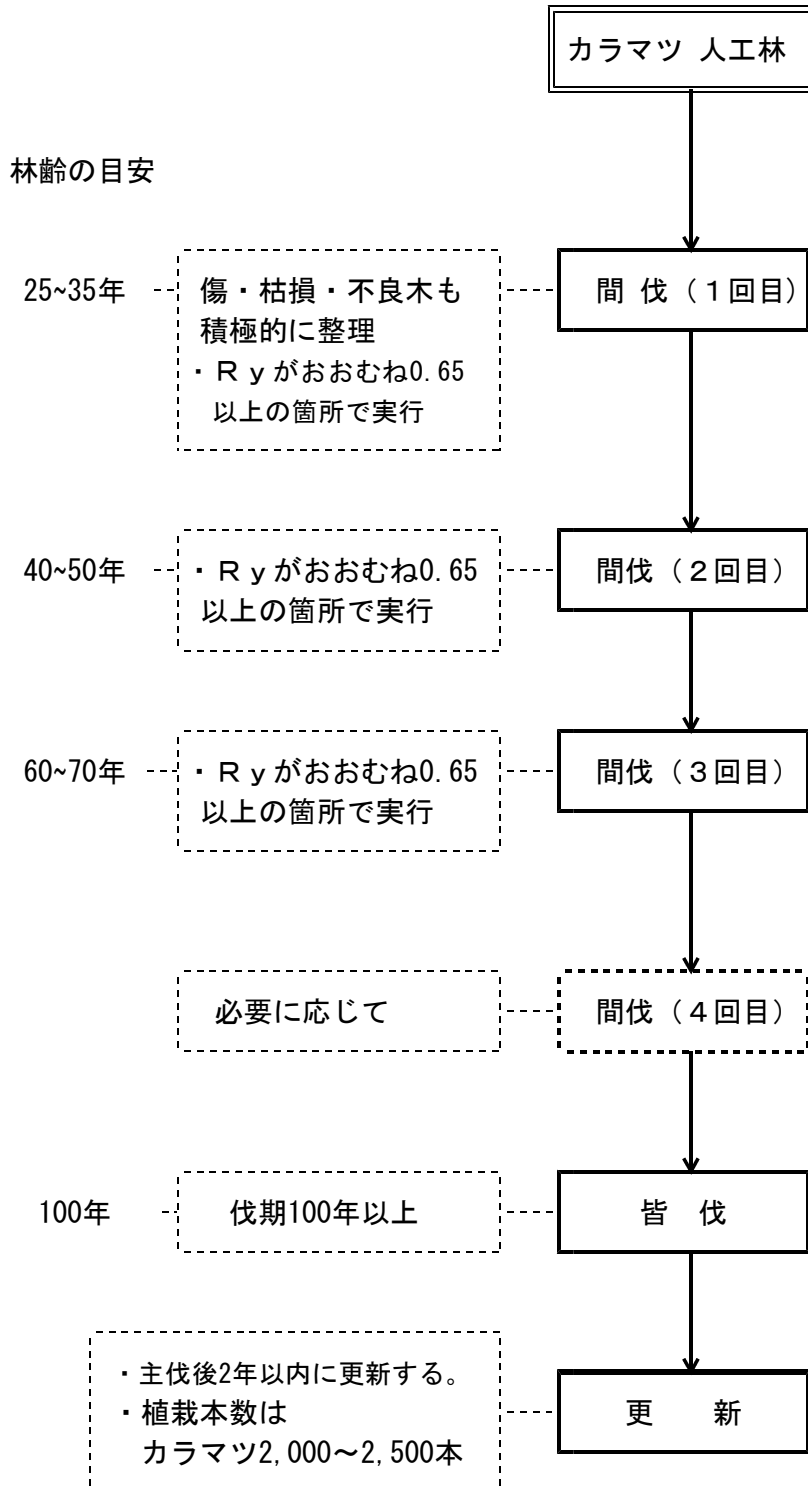 カラマツ 人工林
林齢の目安
25~35年
傷・枯損・不良木も
積極的に整理
・Ｒｙがおおむね0.65
以上の箇所で実行
間 伐（１回目）
40~50年
・Ｒｙがおおむね0.65
以上の箇所で実行
間伐（２回目）
60~70年
・Ｒｙがおおむね0.65
以上の箇所で実行
間伐（３回目）
必要に応じて
間伐（４回目）
100年
伐期100年以上
皆　伐
・主伐後2年以内に更新する。
・植栽本数は
カラマツ2,000～2,500本
更　新